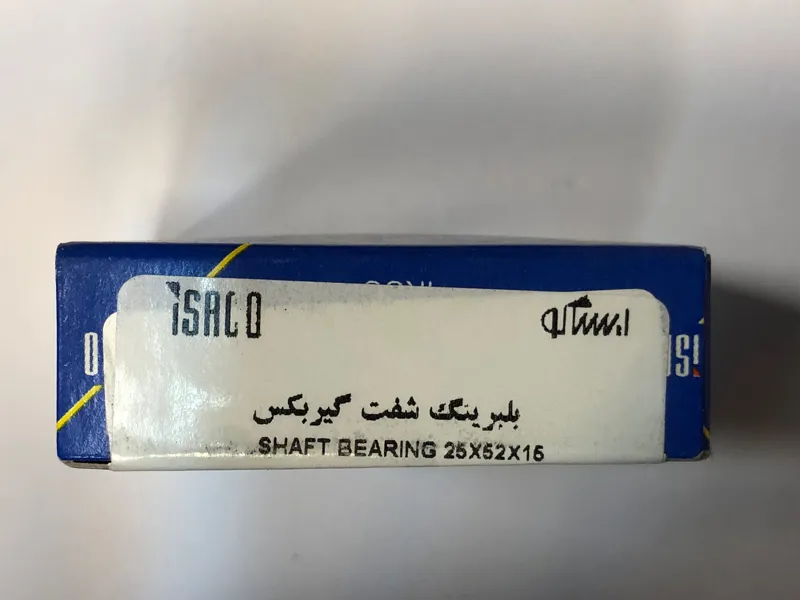 ISACO ایساکو
بلبرینگ شفت گیربکس
SHAFT BEARING 25X52X15